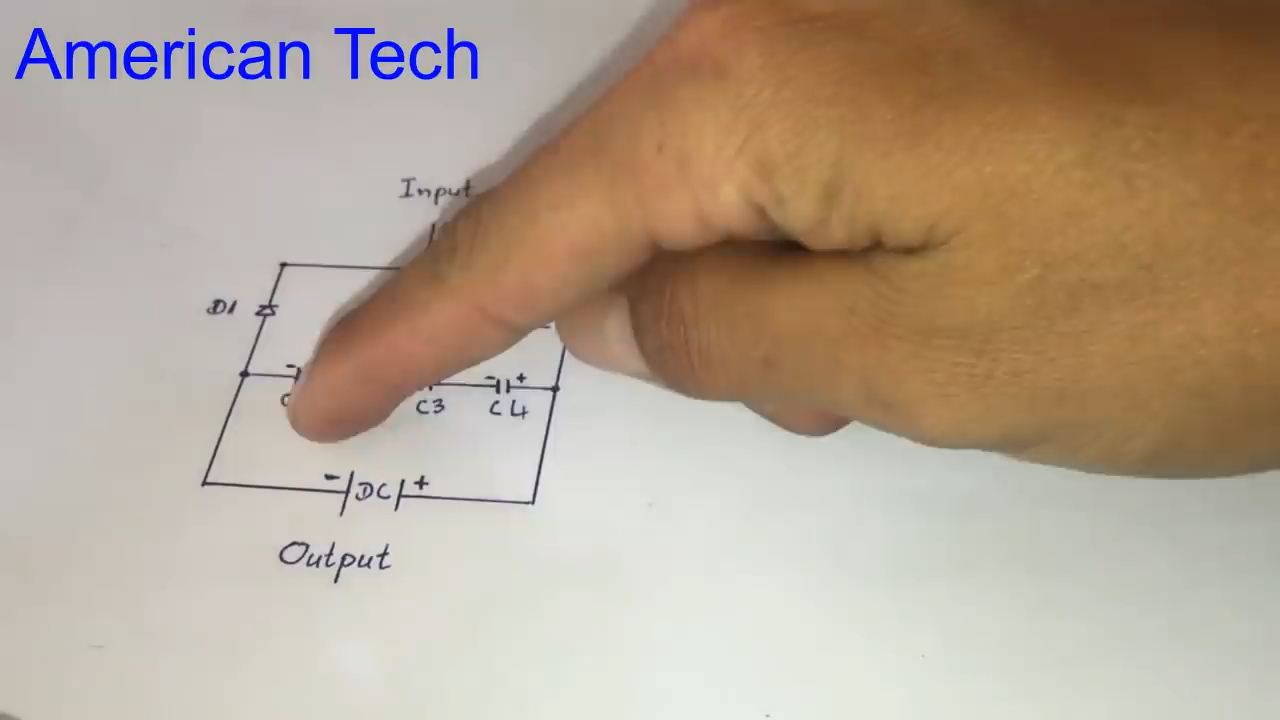 American Tech
Input
D1
- - +
C3 C4
- DC +
Output